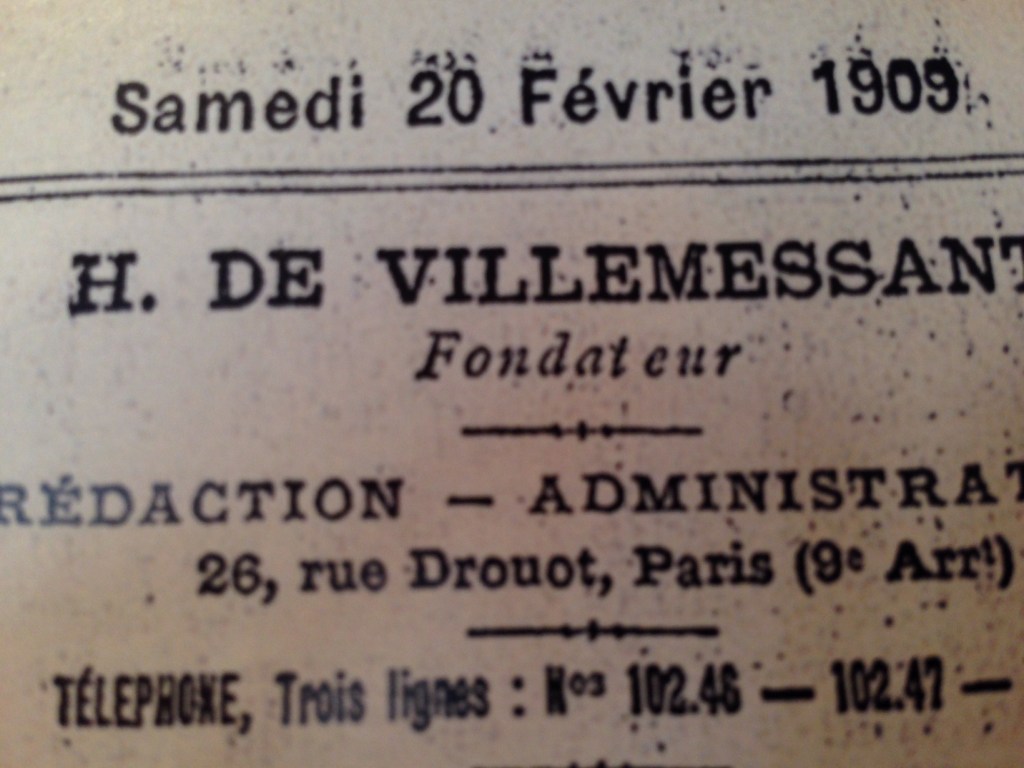 Samedi 20 Février 1909
H. DE VILLEMESSANT
Fondateur
RÉDACTION — ADMINISTRAT
26, rue Drouot, Paris (9e Arrt)
TÉLEPHONE, Trois lignes : Nos 102.46 — 102.47 —